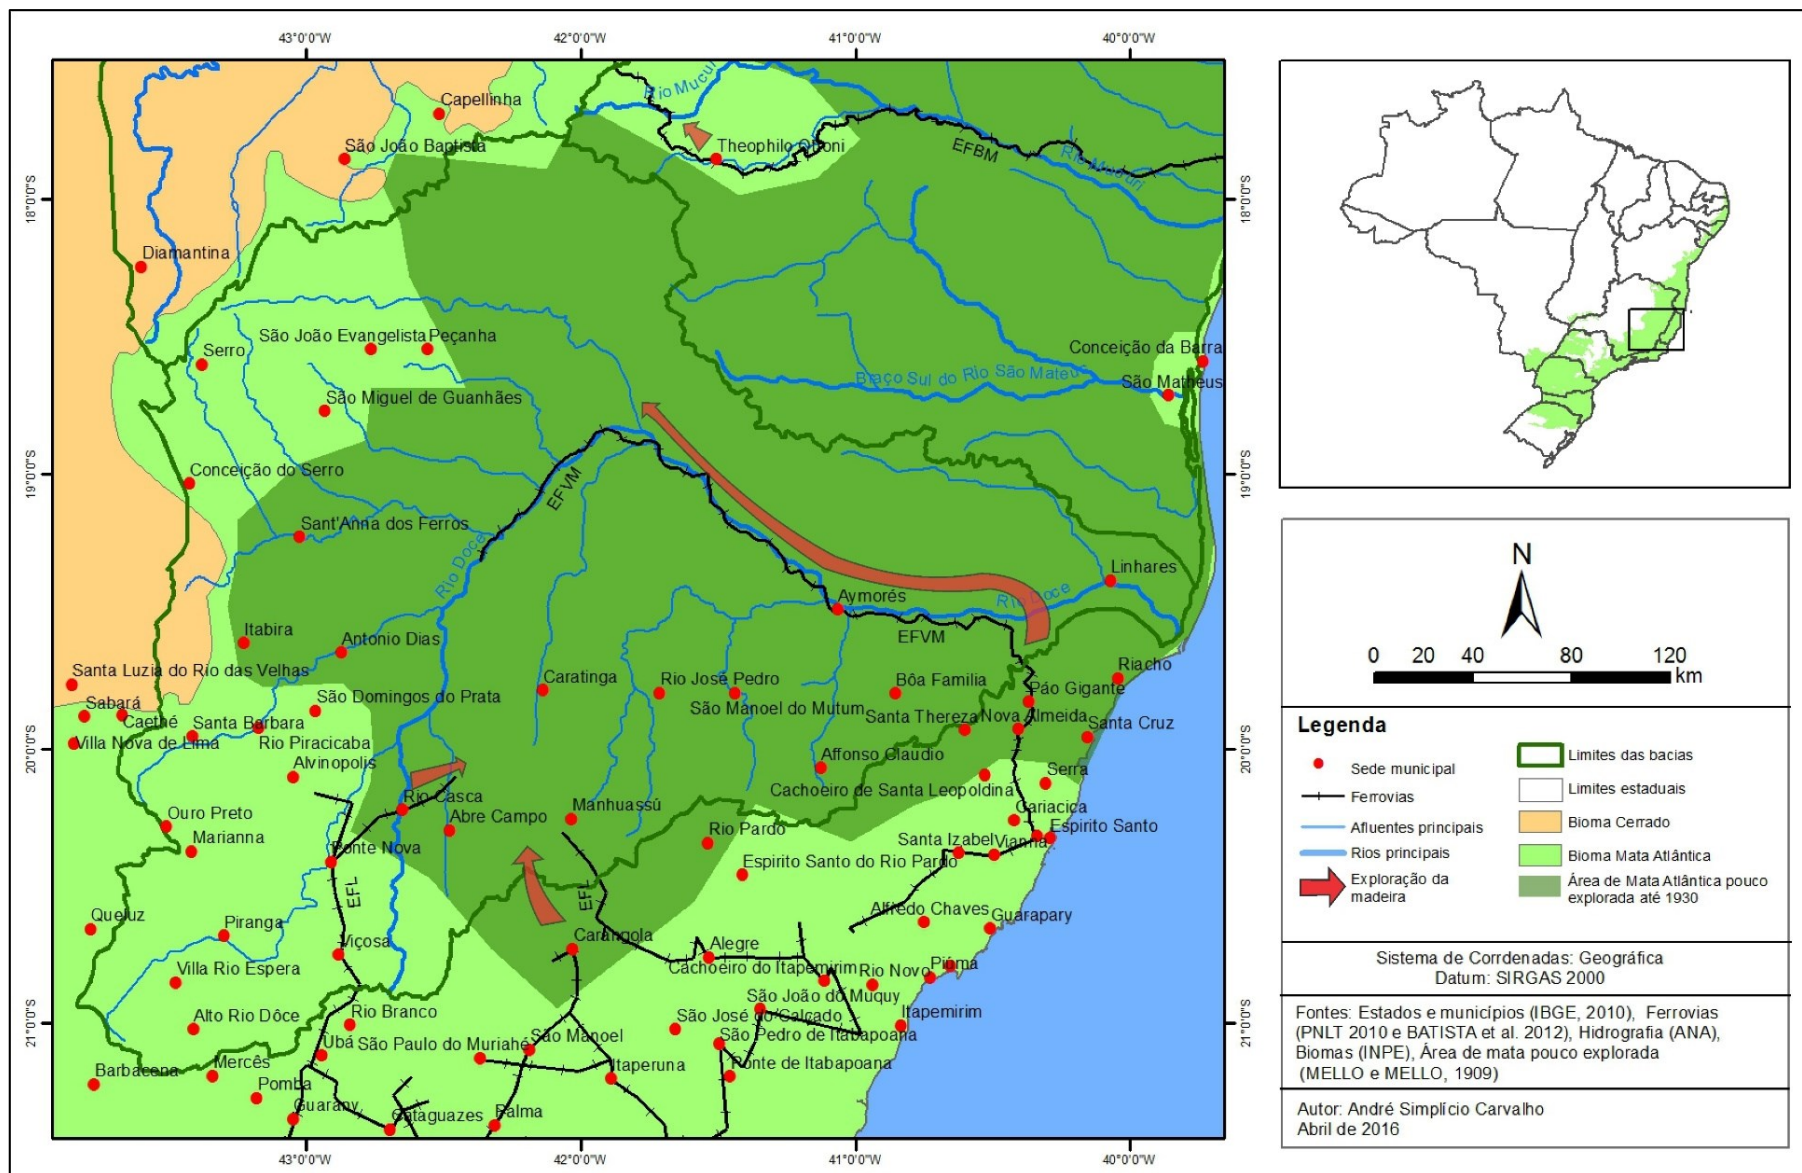 43°0'0"W
42°0'0"W
41°0'0"W
40°0'0"W
18°0'0"S
19°0'0"S
20°0'0"S
21°0'0"S
Rio Mucuri
Capellinha
São João Baptista
Theophilo Ottoni
EFBM
Rio Mucuri
Diamantina
São João Evangelista
Peçanha
Serro
Conceição da Barra
Braço Sul do Rio São Mateus
São Matheus
São Miguel de Guanhães
Conceição do Serro
EFVM
Sant'Anna dos Ferros
Rio Doce
Linhares
Aymorés
Rio Doce
EFVM
Itabira
Antonio Dias
Santa Luzia do Rio das Velhas
Caratinga
Rio José Pedro
Bôa Familia
Riacho
São Domingos do Prata
São Manoel do Mutum
Páo Gigante
Sabará
Caethé
Santa Barbara
Santa Thereza
Nova Almeida
Santa Cruz
Villa Nova de Lima
Rio Piracicaba
Alvinopolis
Affonso Claudio
Serra
Cachoeiro de Santa Leopoldina
Rio Casca
Manhuassú
Cariacica
Ouro Preto
Abre Campo
Marianna
Rio Pardo
Santa Izabel
Vianna
Espirito Santo
Ponte Nova
Espirito Santo do Rio Pardo
EFL
EFL
Queluz
Piranga
Alfredo Chaves
Guarapary
Viçosa
Carangola
Alegre
Villa Rio Espera
Cachoeiro do Itapemirim
Rio Novo
Piúma
São João do Muquy
Alto Rio Dôce
Rio Branco
São José do Calçado
Itapemirim
Ubá
São Paulo do Muriahé
São Manoel
São Pedro de Itabapoana
Barbacena
Mercês
Itaperuna
Ponte de Itabapoana
Pomba
Guarany
Cataguazes
Palma
43°0'0"W
42°0'0"W
41°0'0"W
40°0'0"W
18°0'0"S
19°0'0"S
20°0'0"S
21°0'0"S
N
0 20 40 80 120
km
Legenda
Sede municipal
Ferrovias
Afluentes principais
Rios principais
Exploração da
madeira
Limites das bacias
Limites estaduais
Bioma Cerrado
Bioma Mata Atlântica
Área de Mata Atlântica pouco
explorada até 1930
Sistema de Corrdenadas: Geográfica
Datum: SIRGAS 2000
Fontes: Estados e municípios (IBGE, 2010), Ferrovias
(PNLT 2010 e BATISTA et al. 2012), Hidrografia (ANA),
Biomas (INPE), Área de mata pouco explorada
(MELLO e MELLO, 1909)
Autor: André Simplício Carvalho
Abril de 2016